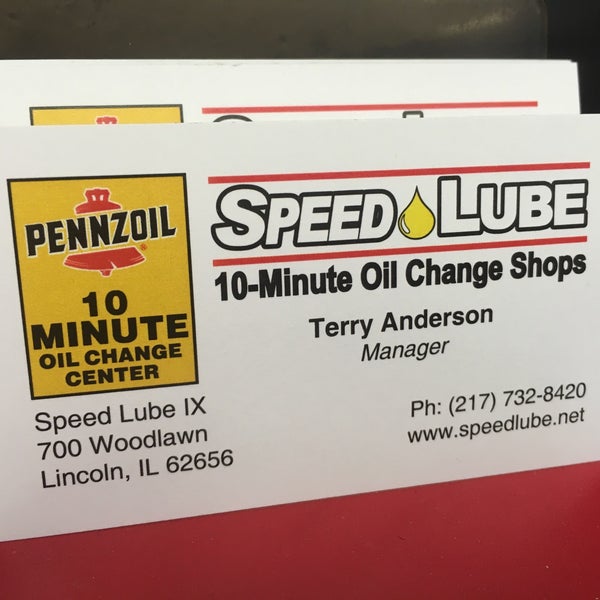 PENNZOIL
10
MINUTE
OIL CHANGE
CENTER
SPEED LUBE
10-Minute Oil Change Shops
Terry Anderson
Manager
Speed Lube IX
700 Woodlawn
Lincoln, IL 62656
Ph: (217) 732-8420
www.speedlube.net